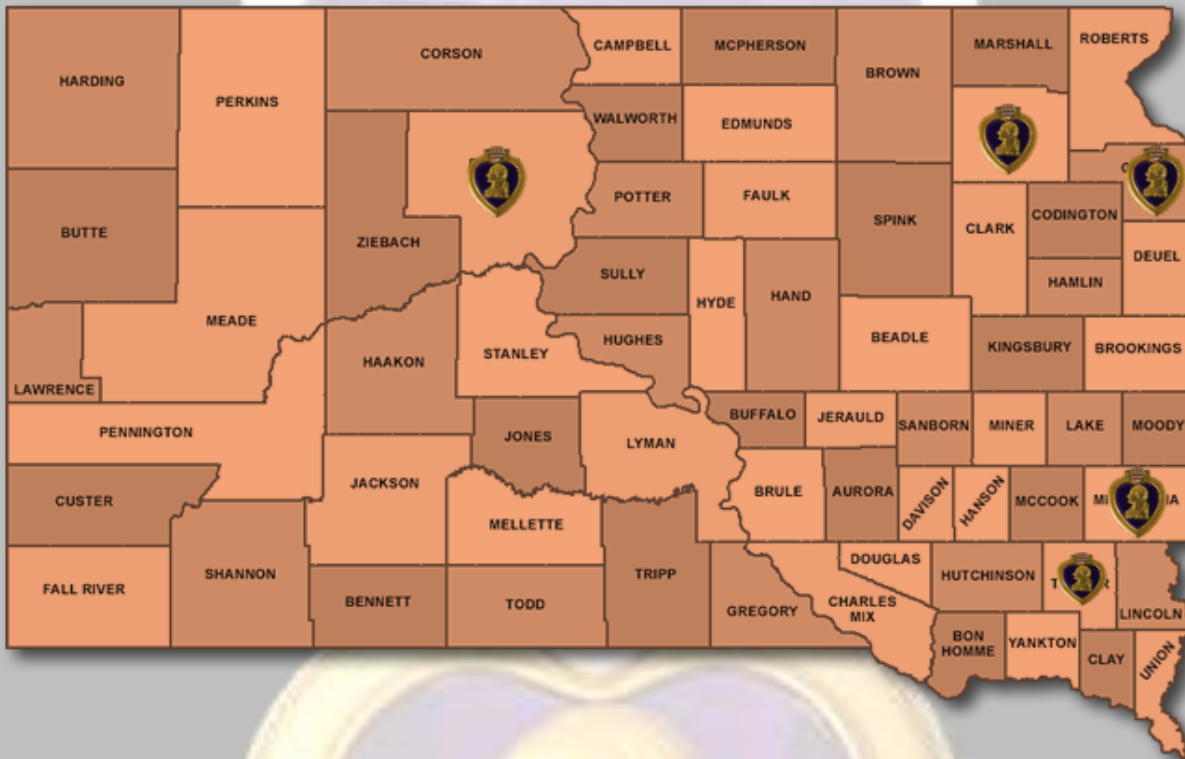 HARDING
PERKINS
CORSON
CAMPBELL
MCPHERSON
BROWN
MARSHALL
ROBERTS
WALWORTH
EDMUNDS
BUTTE
ZIEBACH
POTTER
FAULK
SPINK
CLARK
CODINGTON
DEUEL
MEADE
SULLY
HYDE
HAND
HAMLIN
HAAKON
STANLEY
HUGHES
BEADLE
KINGSBURY
BROOKINGS
LAWRENCE
PENNINGTON
JONES
LYMAN
BUFFALO
JERAULD
SANBORN
MINER
LAKE
MOODY
CUSTER
JACKSON
MELLETTE
BRULE
AURORA
DAVISON
HANSON
MCCOOK
FALL RIVER
SHANNON
BENNETT
TODD
TRIPP
GREGORY
DOUGLAS
CHARLES
MIX
HUTCHINSON
LINCOLN
BON
HOMME
YANKTON
CLAY
UNION